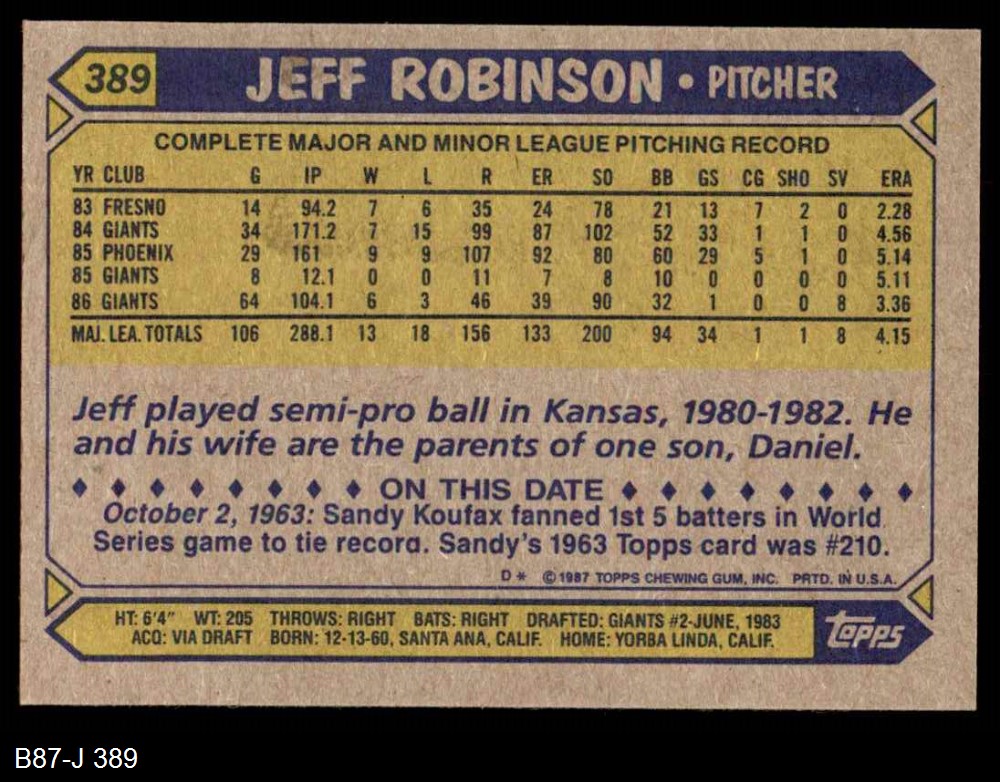 389 JEFF ROBINSON • PITCHER
COMPLETE MAJOR AND MINOR LEAGUE PITCHING RECORD
YR CLUB G IP W L R ER SO BB GS CG SHO SV ERA
83 FRESNO 14 94.2 7 6 35 24 78 21 13 7 2 0 2.28
84 GIANTS 34 171.2 7 15 99 87 102 52 33 1 1 0 4.56
85 PHOENIX 29 161 9 9 107 92 80 60 29 5 1 0 5.14
85 GIANTS 8 12.1 0 0 11 7 8 10 0 0 0 0 5.11
86 GIANTS 64 104.1 6 3 46 39 90 32 1 0 0 8 3.36
MAJ. LEA. TOTALS 106 288.1 13 18 156 133 200 94 34 1 1 8 4.15
Jeff played semi-pro ball in Kansas, 1980-1982. He
and his wife are the parents of one son, Daniel.
♦ ♦ ♦ ♦ ♦ ♦ ♦ ♦ ON THIS DATE ♦ ♦ ♦ ♦ ♦ ♦ ♦ ♦
October 2, 1963: Sandy Koufax fanned 1st 5 batters in World
Series game to tie record. Sandy's 1963 Topps card was #210.
D* © 1987 TOPPS CHEWING GUM, INC. PRTD. IN U.S.A.
HT: 6'4" WT: 205 THROWS: RIGHT BATS: RIGHT DRAFTED: GIANTS #2-JUNE, 1983
ACQ: VIA DRAFT BORN: 12-13-60, SANTA ANA, CALIF. HOME: YORBA LINDA, CALIF.
topps
B87-J 389